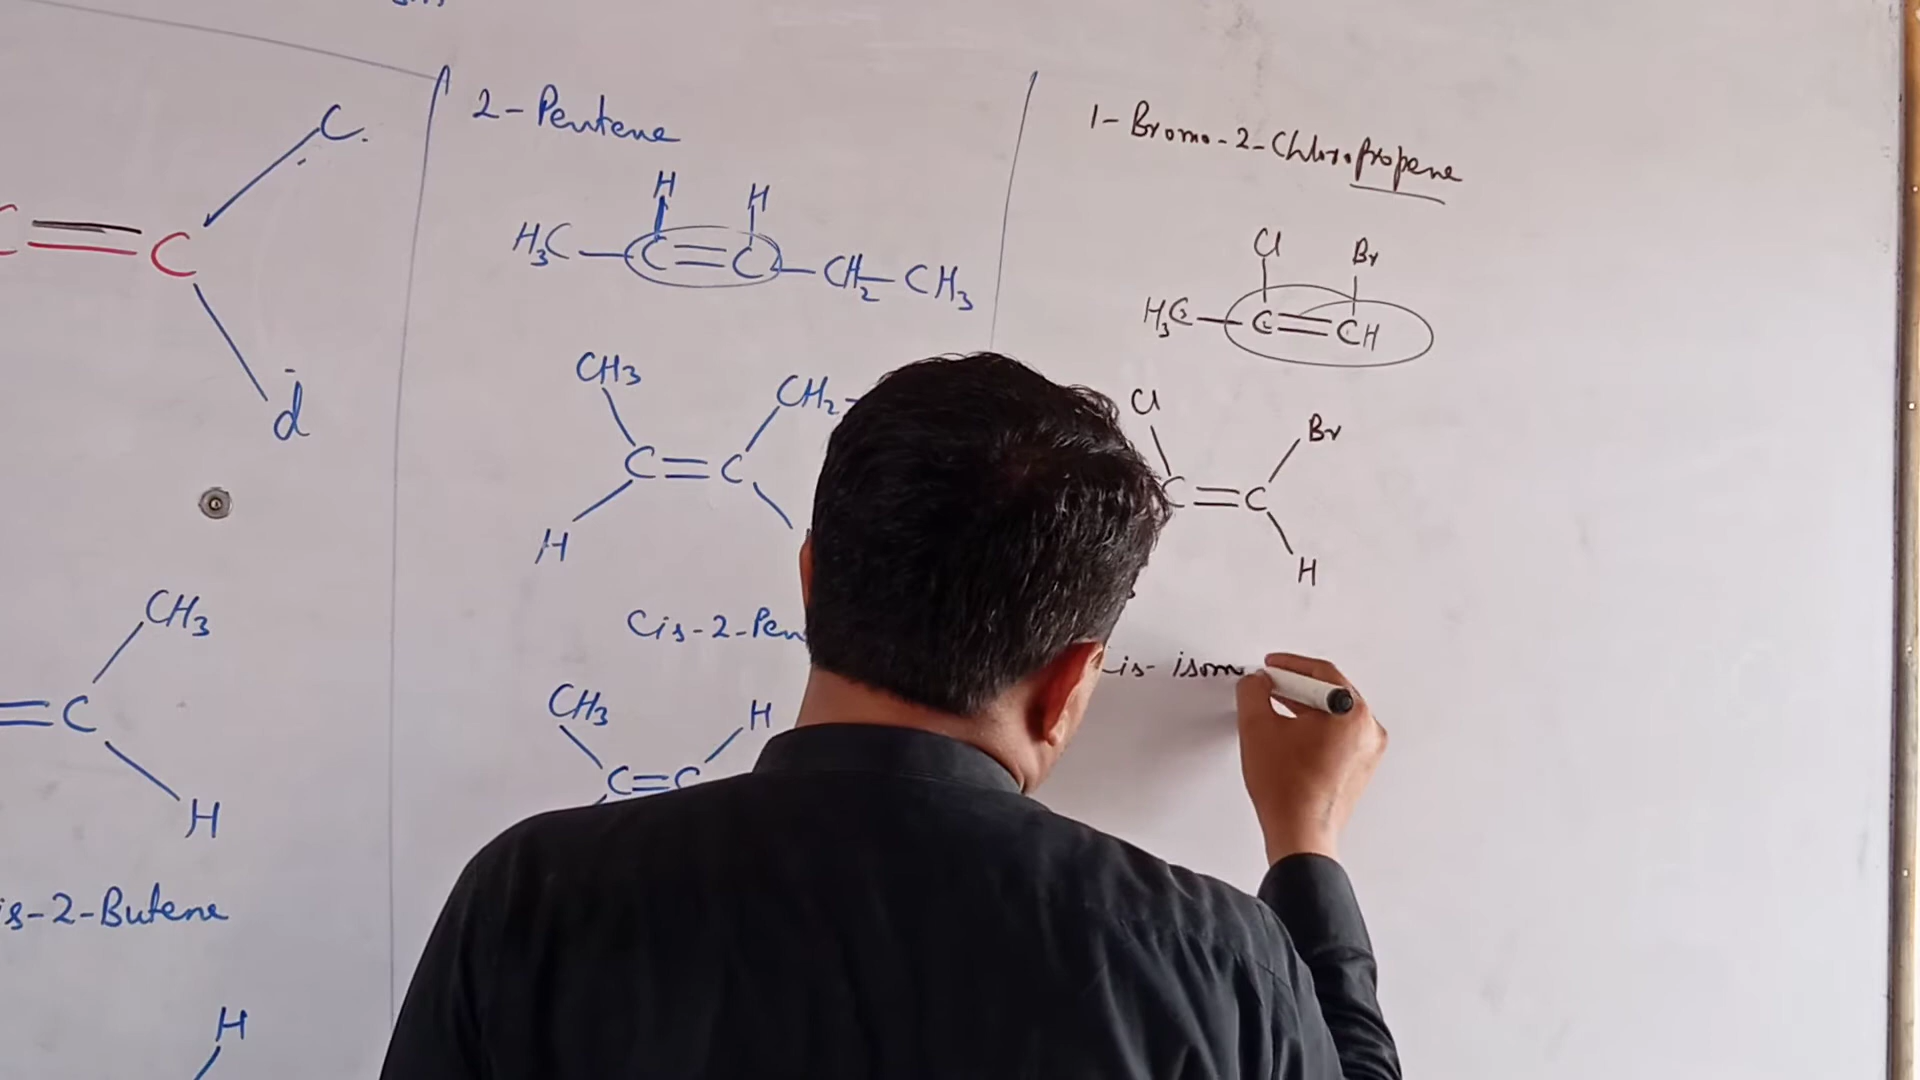 C.
C = C
d
CH3
= C
H
is-2-Butene
H
2-Pentene
H H
H3C — C = C — CH2 — CH3
CH3 CH2-
C = C
H
Cis-2-Pen
CH3 H
C = C
1-Bromo-2-Chloropropene
Cl Br
H3C — C = CH
Cl Br
C = C
H
is- isom